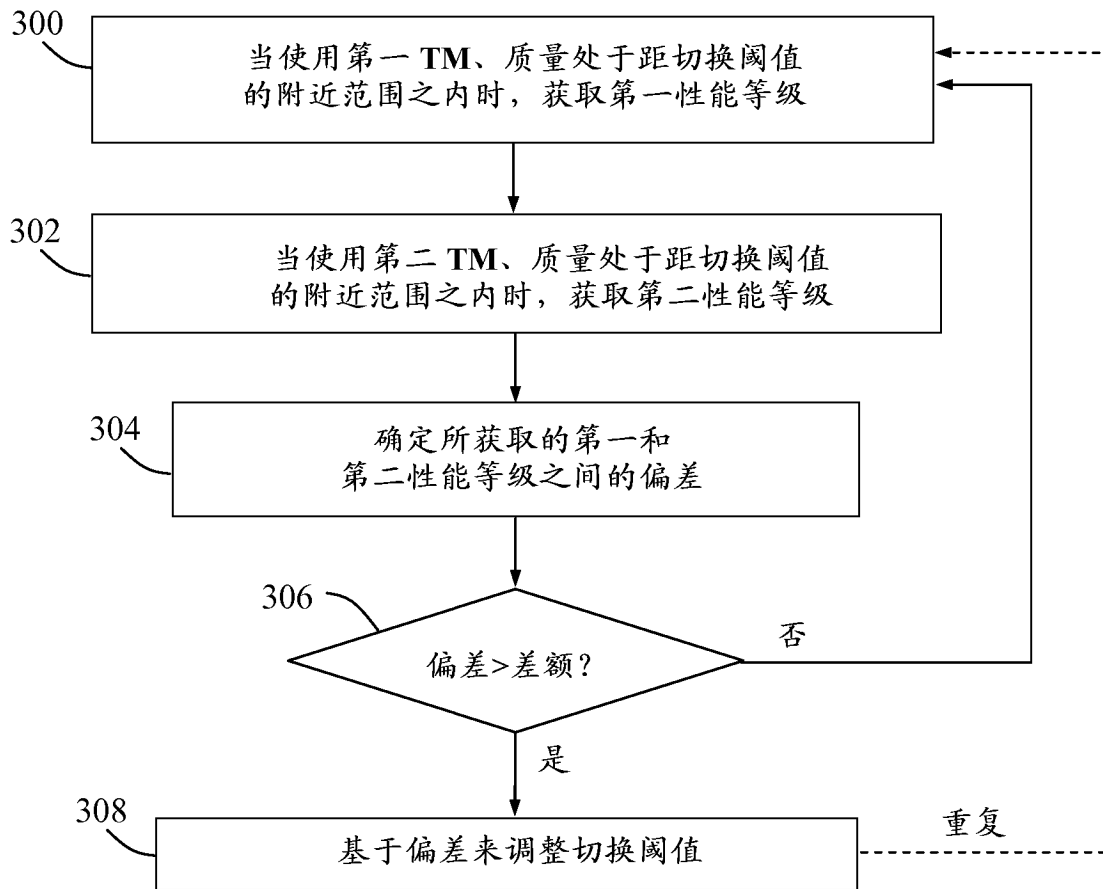 300
当使用第一 TM、质量处于距切换阈值
的附近范围之内时，获取第一性能等级
302
当使用第二 TM、质量处于距切换阈值
的附近范围之内时，获取第二性能等级
304
确定所获取的第一和
第二性能等级之间的偏差
306
偏差>差额？
否
是
308
基于偏差来调整切换阈值
重复